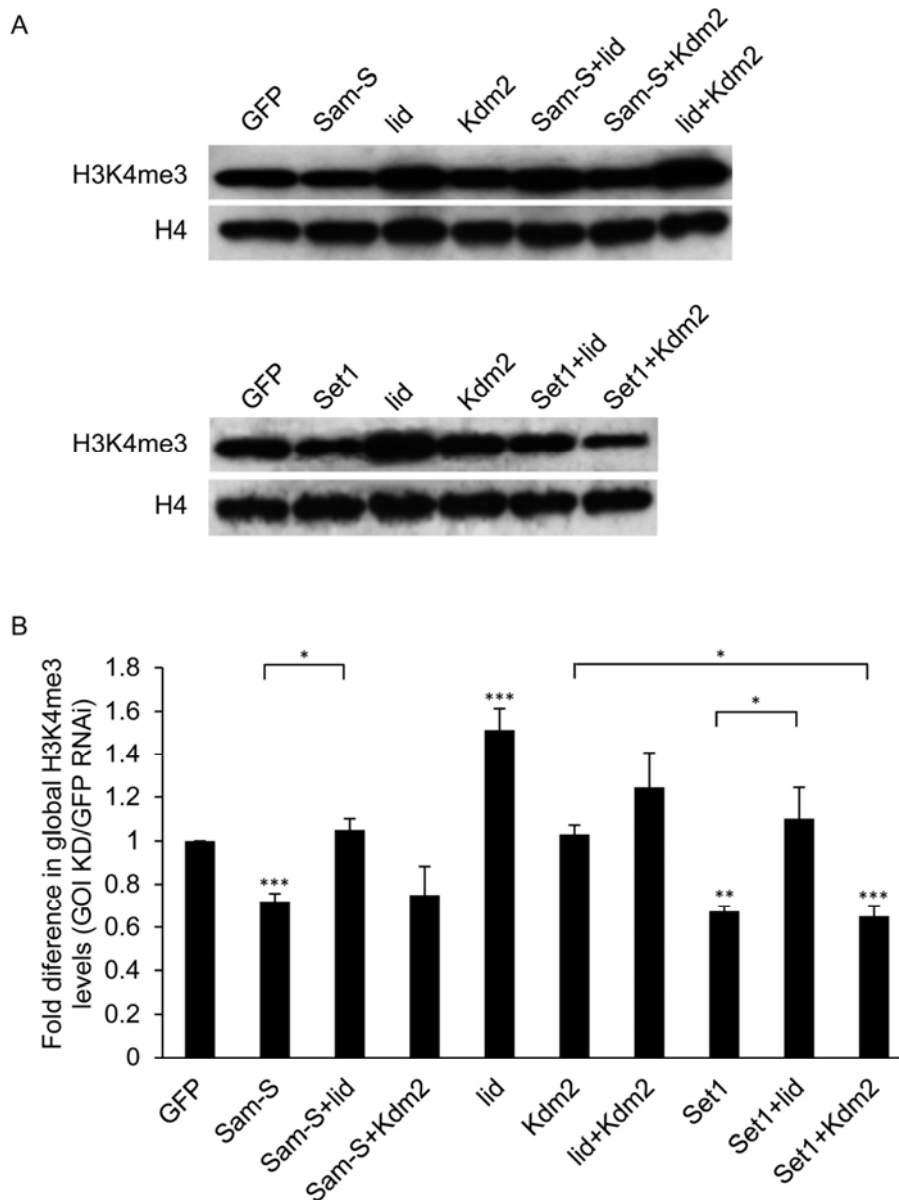 A
GFP
Sam-S
lid
Kdm2
Sam-S+lid
Sam-S+Kdm2
lid+Kdm2
H3K4me3
H4
GFP
Set1
lid
Kdm2
Set1+lid
Set1+Kdm2
H3K4me3
H4
B
Fold diference in global H3K4me3
levels (GOI KD/GFP RNAi)
1.8
1.6
1.4
1.2
1
0.8
0.6
0.4
0.2
0
*
*
*
***
***
**
***
GFP
Sam-S
Sam-S+lid
Sam-S+Kdm2
lid
Kdm2
lid+Kdm2
Set1
Set1+lid
Set1+Kdm2